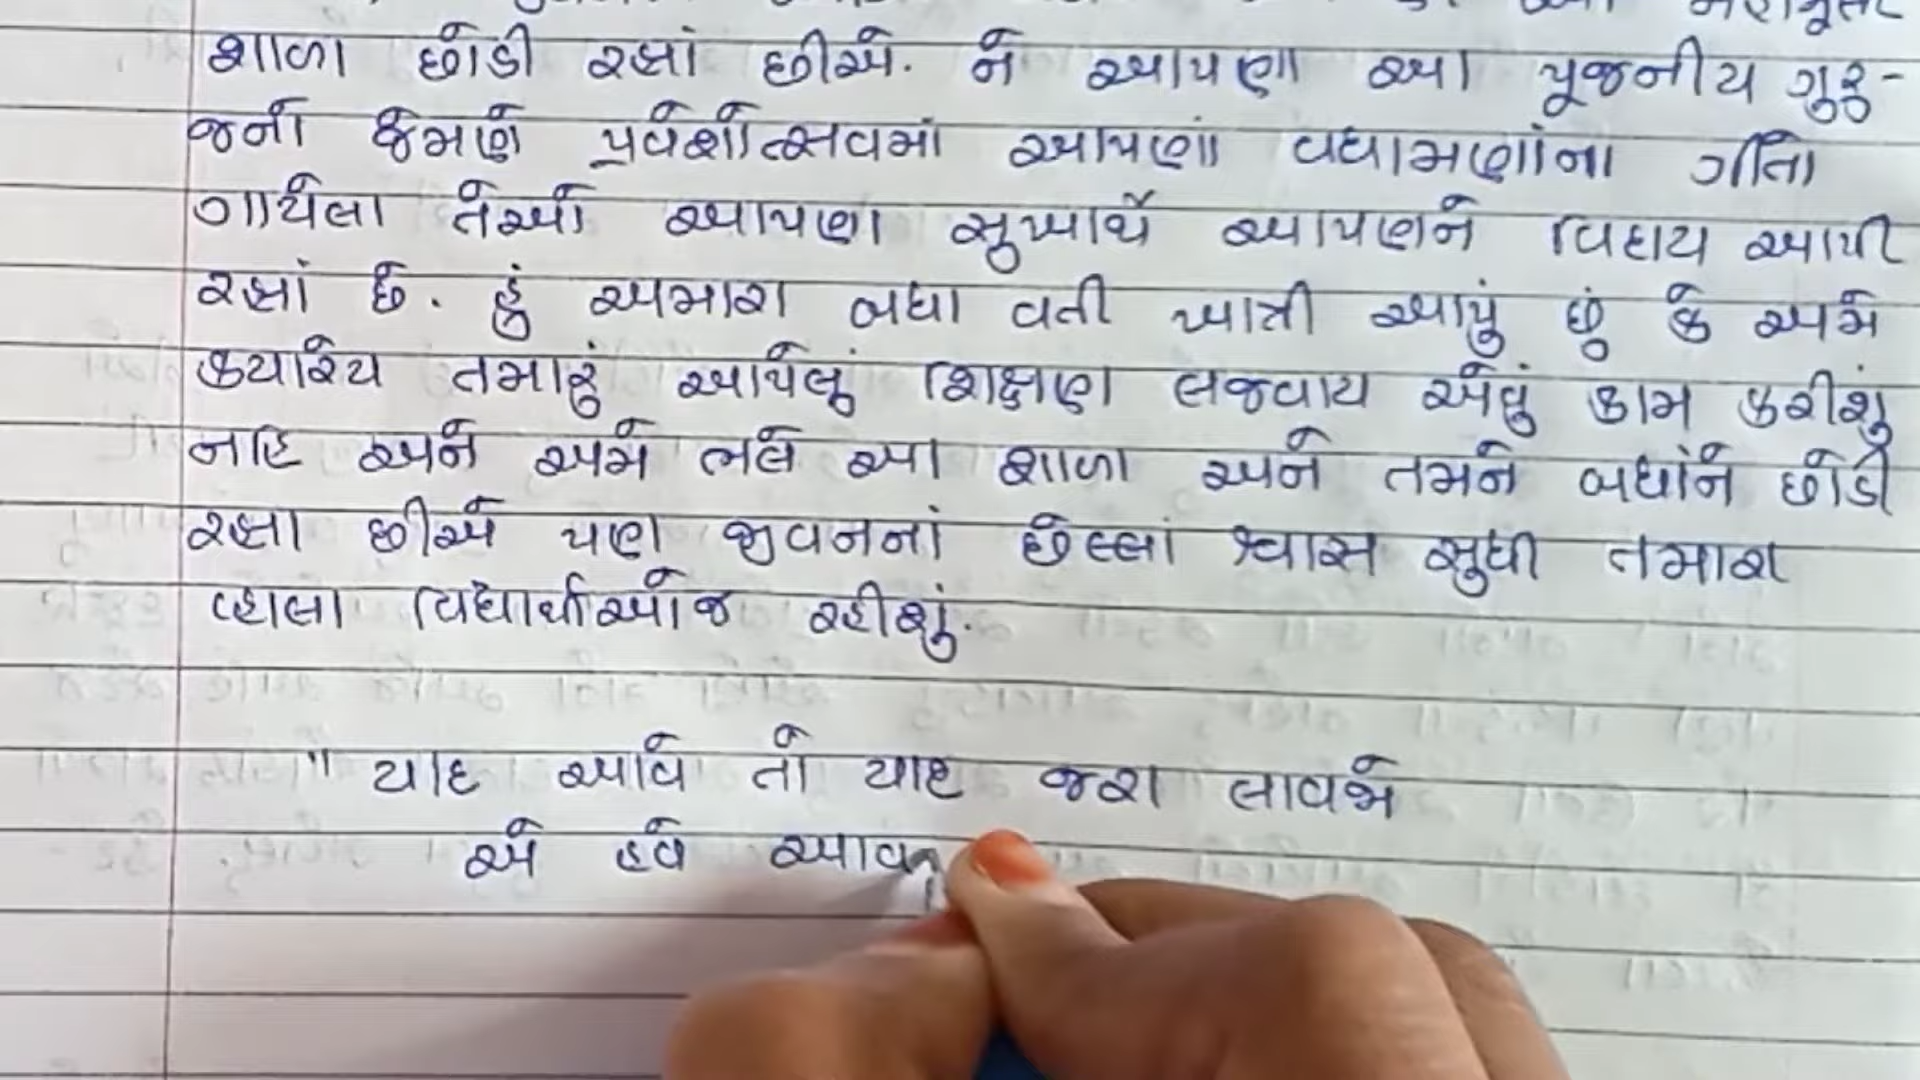 શાળા છોડી રહ્યાં છીએ. ને આપણા આ પૂજનીય ગુરુ-
જનો જેમણે પ્રવેશોત્સવમાં આપણાં વધામણાંના ગીતો
ગાયેલા તેઓ આપણા સુખાર્થે આપણને વિદાય આપી
રહ્યાં છે. હું અમારા બધા વતી ખાત્રી આપું છું કે અમે
ક્યારેય તમારું આપેલું શિક્ષણ લજવાય એવું કામ કરીશું
નહિ અને અમે ભલે આ શાળા અને તમને બધાંને છોડી
રહ્યા છીએ પણ જીવનનાં છેલ્લાં શ્વાસ સુધી તમારા
વ્હાલા વિદ્યાર્થીઓજ રહીશું.
"યાદ આવે તો યાદ જરા લાવજે
એ હવે